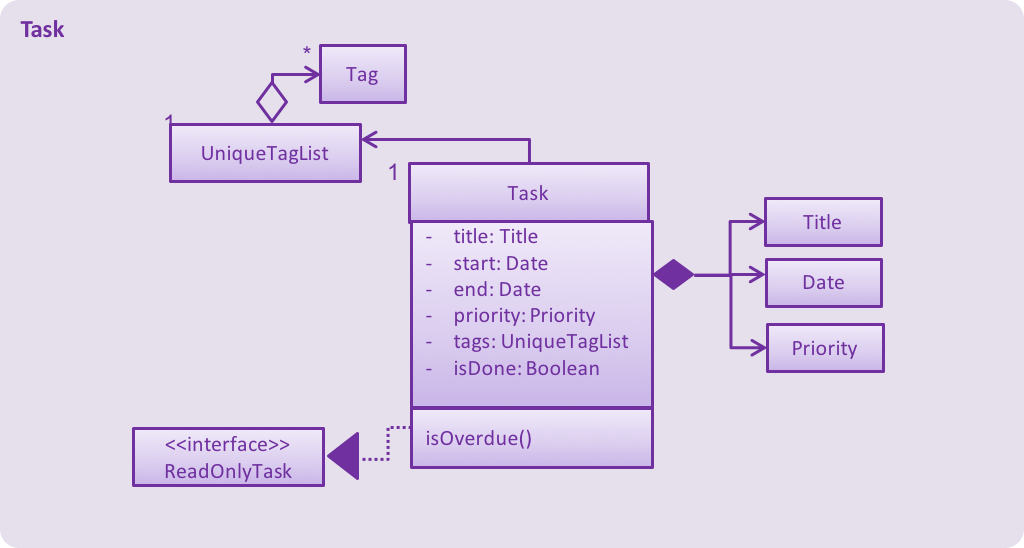 Task
*
Tag
1
UniqueTagList
1
Task
- title: Title
- start: Date
- end: Date
- priority: Priority
- tags: UniqueTagList
- isDone: Boolean
isOverdue()
Title
Date
Priority
<<interface>>
ReadOnlyTask